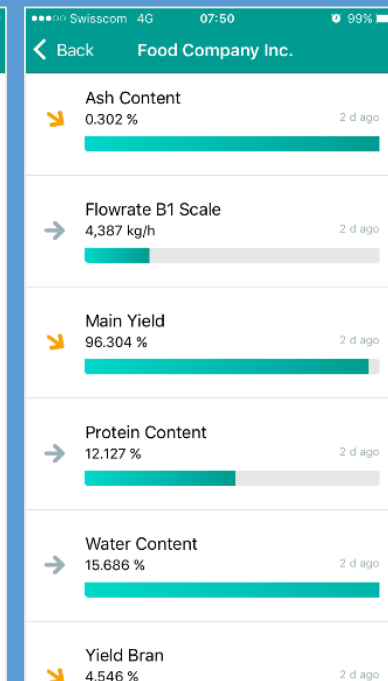 Swisscom 4G 07:50 99%
Back Food Company Inc.
Ash Content
0.302 % 2 d ago
Flowrate B1 Scale
4,387 kg/h 2 d ago
Main Yield
96.304 % 2 d ago
Protein Content
12.127 % 2 d ago
Water Content
15.686 % 2 d ago
Yield Bran
4.546 % 2 d ago